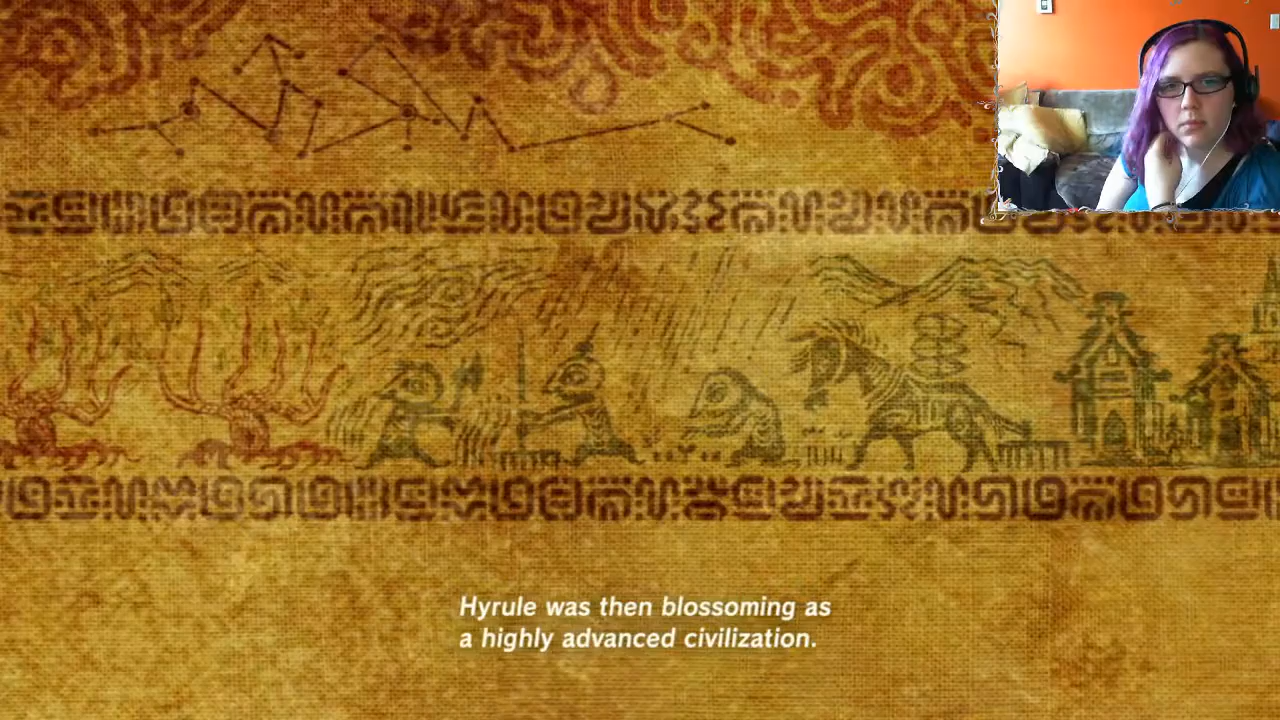 Hyrule was then blossoming as
a highly advanced civilization.